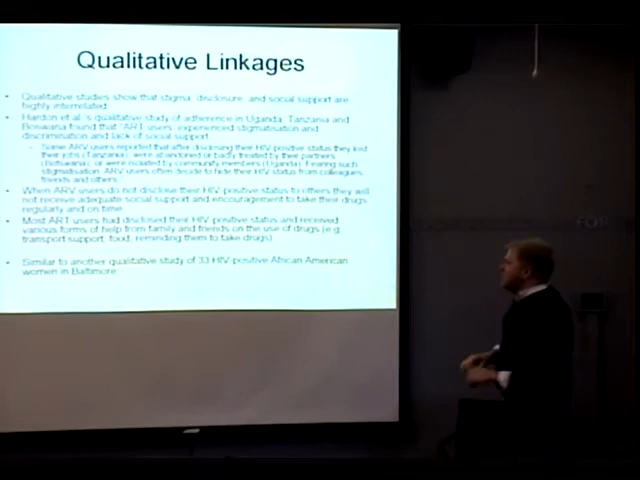 Qualitative Linkages
• Qualitative studies show that stigma, disclosure, and social support are
highly interrelated
• Hardon et al.'s qualitative study of adherence in Uganda, Tanzania and
Botswana found that "ART users' experienced stigmatisation and
discrimination and lack of social support
– Some ARV users reported that after disclosing their HIV-positive status they lost
their jobs (Tanzania), were abandoned or badly treated by their partners
(Botswana), or were isolated by community members (Uganda). Fearing such
stigmatisation, ARV users often decide to hide their HIV status from colleagues,
friends and others.
• When ARV users do not disclose their HIV-positive status to others they will
not receive adequate social support and encouragement to take their drugs
regularly and on time.
• Most ART users had disclosed their HIV-positive status and received
various forms of help from family and friends on the use of drugs (e.g.
transport support, food, reminding them to take drugs)
• Similar to another qualitative study of 33 HIV-positive African American
women in Baltimore
FOR